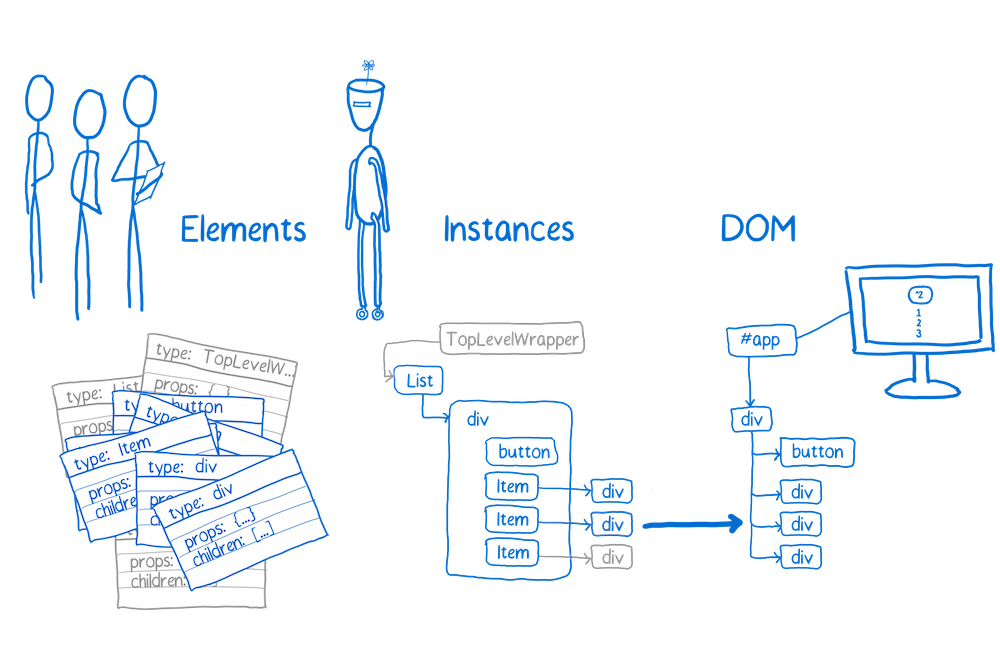 Elements
Instances
DOM
type: TopLevelW...
props: {
type: List
props
button
type
type: Item
props:
children
type: div
type: div
props: {...}
children: [...]
props:
children:
TopLevelWrapper
List
div
button
Item
div
Item
div
Item
div
^2
1
2
3
#app
div
button
div
div
div